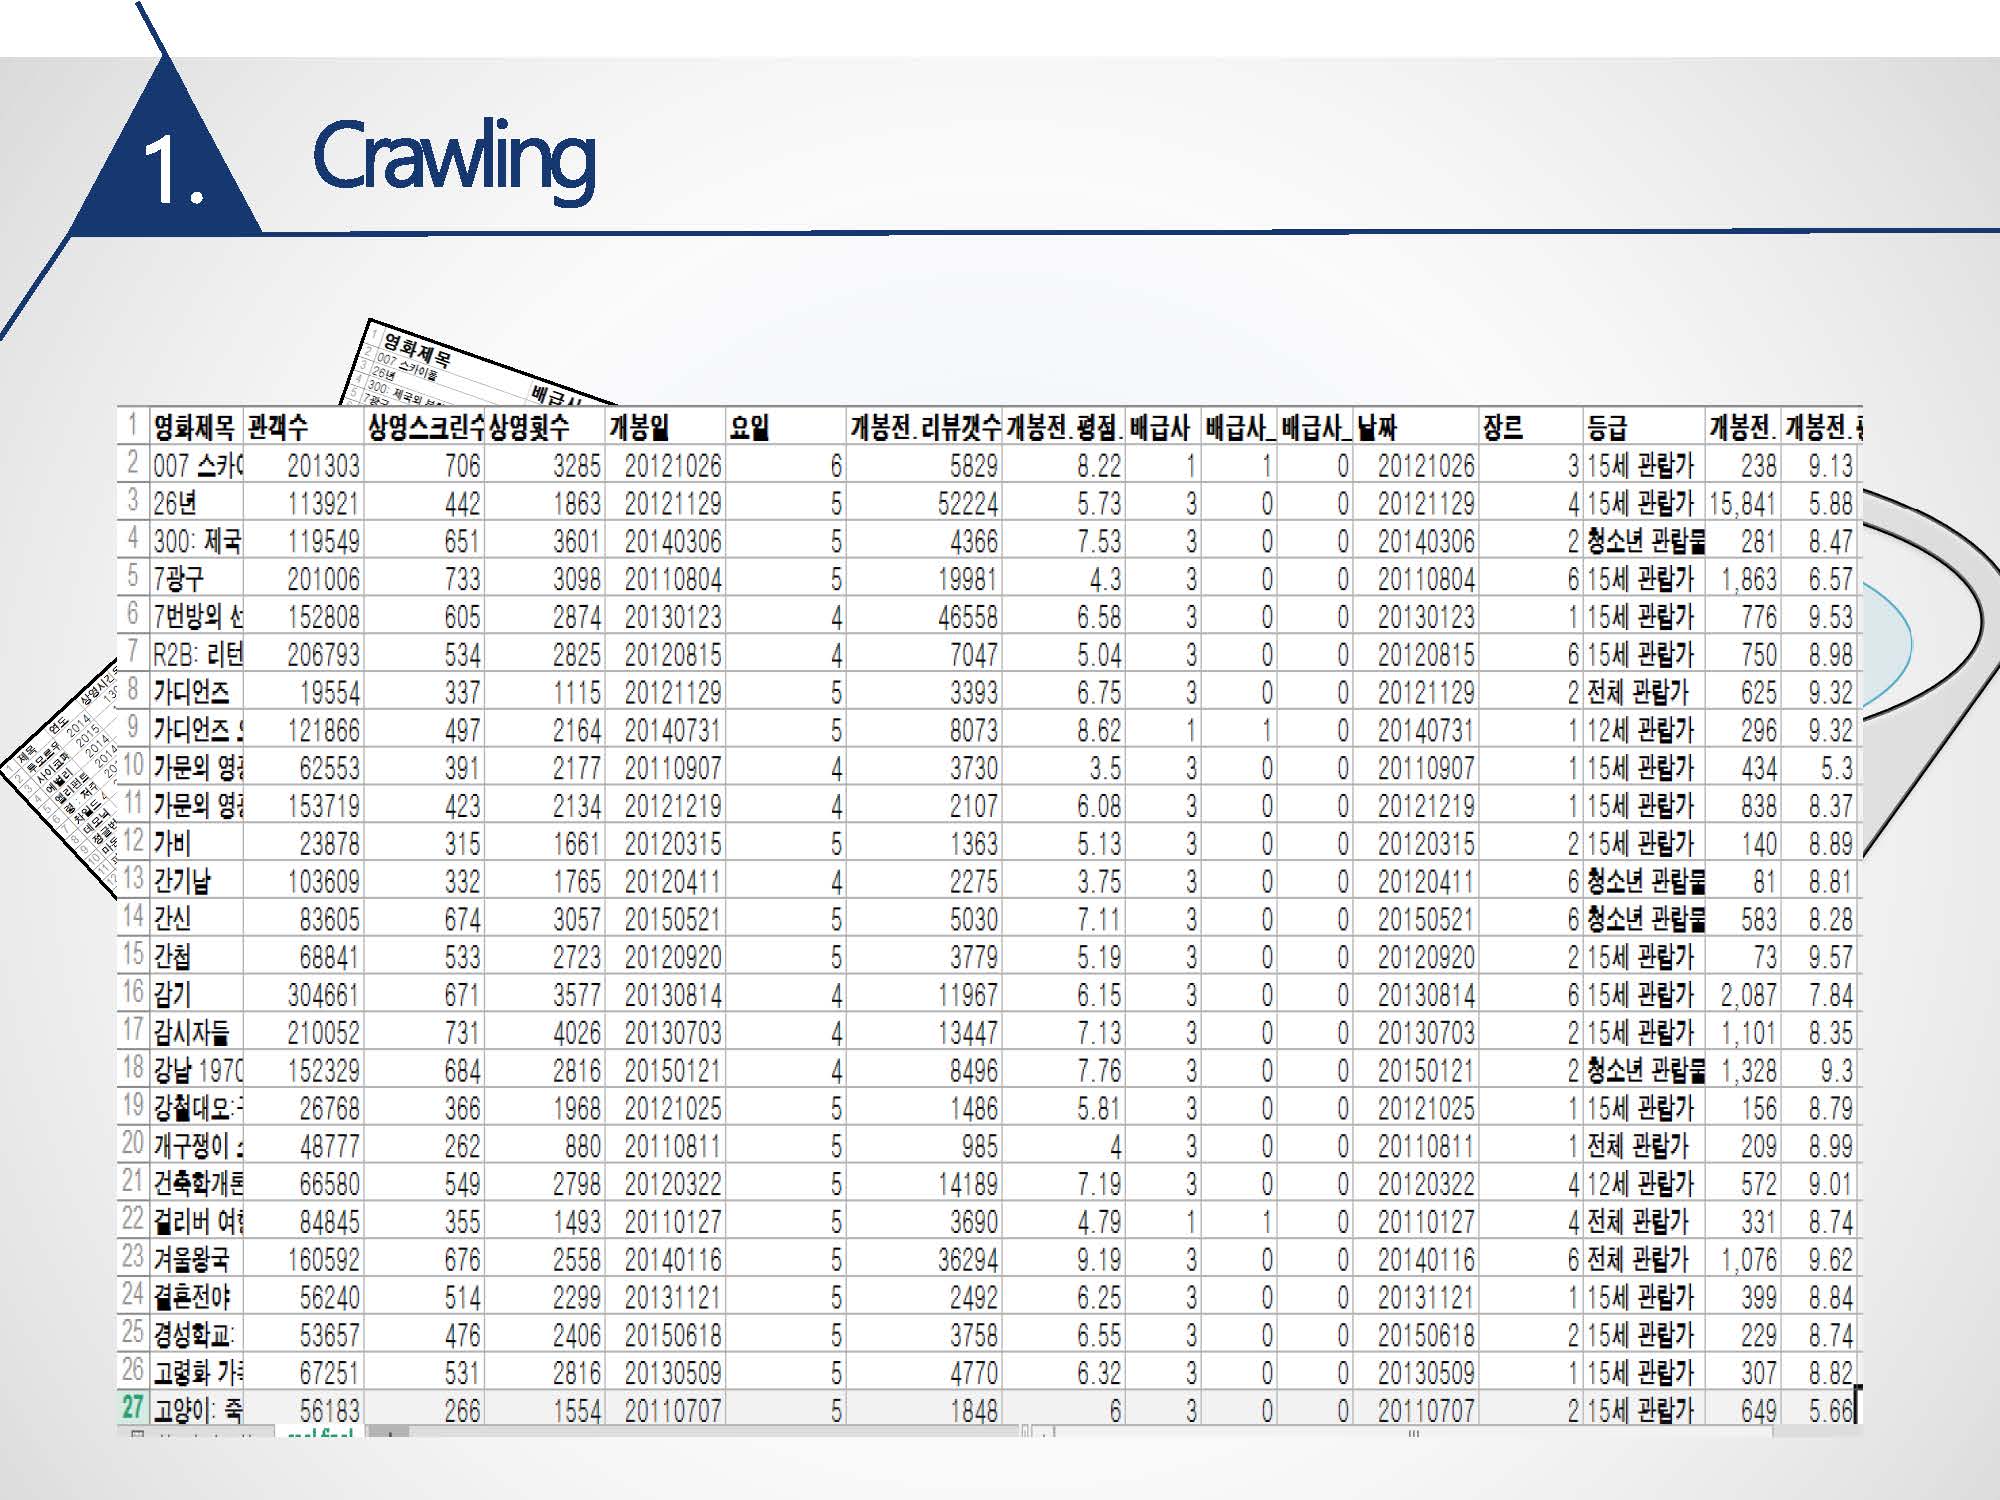 1.
Crawling
1 영화제목
2 007 스카이폴
3 26년
4 300: 제국의
5 7광구
배급사
1 영화제목 관객수 상영스크린수 상영횟수 개봉일 요일 개봉전.리뷰갯수 개봉전.평점. 배급사 배급사_ 배급사_ 날짜 장르 등급 개봉전. 개봉전.
2 007 스카이 201303 706 3285 20121026 6 5829 8.22 1 1 0 20121026 3 15세 관람가 238 9.13
3 26년 113921 442 1863 20121129 5 52224 5.73 3 0 0 20121129 4 15세 관람가 15,841 5.88
4 300: 제국 119549 651 3601 20140306 5 4366 7.53 3 0 0 20140306 2 청소년 관람불 281 8.47
5 7광구 201006 733 3098 20110804 5 19981 4.3 3 0 0 20110804 6 15세 관람가 1,863 6.57
6 7번방의 선 152808 605 2874 20130123 4 46558 6.58 3 0 0 20130123 1 15세 관람가 776 9.53
7 R2B: 리턴 206793 534 2825 20120815 4 7047 5.04 3 0 0 20120815 6 15세 관람가 750 8.98
8 가디언즈 19554 337 1115 20121129 5 3393 6.75 3 0 0 20121129 2 전체 관람가 625 9.32
9 가디언즈 오 121866 497 2164 20140731 5 8073 8.62 1 1 0 20140731 1 12세 관람가 296 9.32
10 가문의 영광 62553 391 2177 20110907 4 3730 3.5 3 0 0 20110907 1 15세 관람가 434 5.3
11 가문의 영광 153719 423 2134 20121219 4 2107 6.08 3 0 0 20121219 1 15세 관람가 838 8.37
12 가비 23878 315 1661 20120315 5 1363 5.13 3 0 0 20120315 2 15세 관람가 140 8.89
13 간기남 103609 332 1765 20120411 4 2275 3.75 3 0 0 20120411 6 청소년 관람불 81 8.81
14 간신 83605 674 3057 20150521 5 5030 7.11 3 0 0 20150521 6 청소년 관람불 583 8.28
15 간첩 68841 533 2723 20120920 5 3779 5.19 3 0 0 20120920 2 15세 관람가 73 9.57
16 감기 304661 671 3577 20130814 4 11967 6.15 3 0 0 20130814 6 15세 관람가 2,087 7.84
17 감시자들 210052 731 4026 20130703 4 13447 7.13 3 0 0 20130703 2 15세 관람가 1,101 8.35
18 강남 1970 152329 684 2816 20150121 4 8496 7.76 3 0 0 20150121 2 청소년 관람불 1,328 9.3
19 강철대오: 26768 366 1968 20121025 5 1486 5.81 3 0 0 20121025 1 15세 관람가 156 8.79
20 개구쟁이 48777 262 880 20110811 5 985 4 3 0 0 20110811 1 전체 관람가 209 8.99
21 건축학개론 66580 549 2798 20120322 5 14189 7.19 3 0 0 20120322 4 12세 관람가 572 9.01
22 걸리버 여행 84845 355 1493 20110127 5 3690 4.79 1 1 0 20110127 4 전체 관람가 331 8.74
23 겨울왕국 160592 676 2558 20140116 5 36294 9.19 3 0 0 20140116 6 전체 관람가 1,076 9.62
24 결혼전야 56240 514 2299 20131121 5 2492 6.25 3 0 0 20131121 1 15세 관람가 399 8.84
25 경성학교: 53657 476 2406 20150618 5 3758 6.55 3 0 0 20150618 2 15세 관람가 229 8.74
26 고령화 가족 67251 531 2816 20130509 5 4770 6.32 3 0 0 20130509 1 15세 관람가 307 8.82
27 고양이: 죽 56183 266 1554 20110707 5 1848 6 3 0 0 20110707 2 15세 관람가 649 5.66